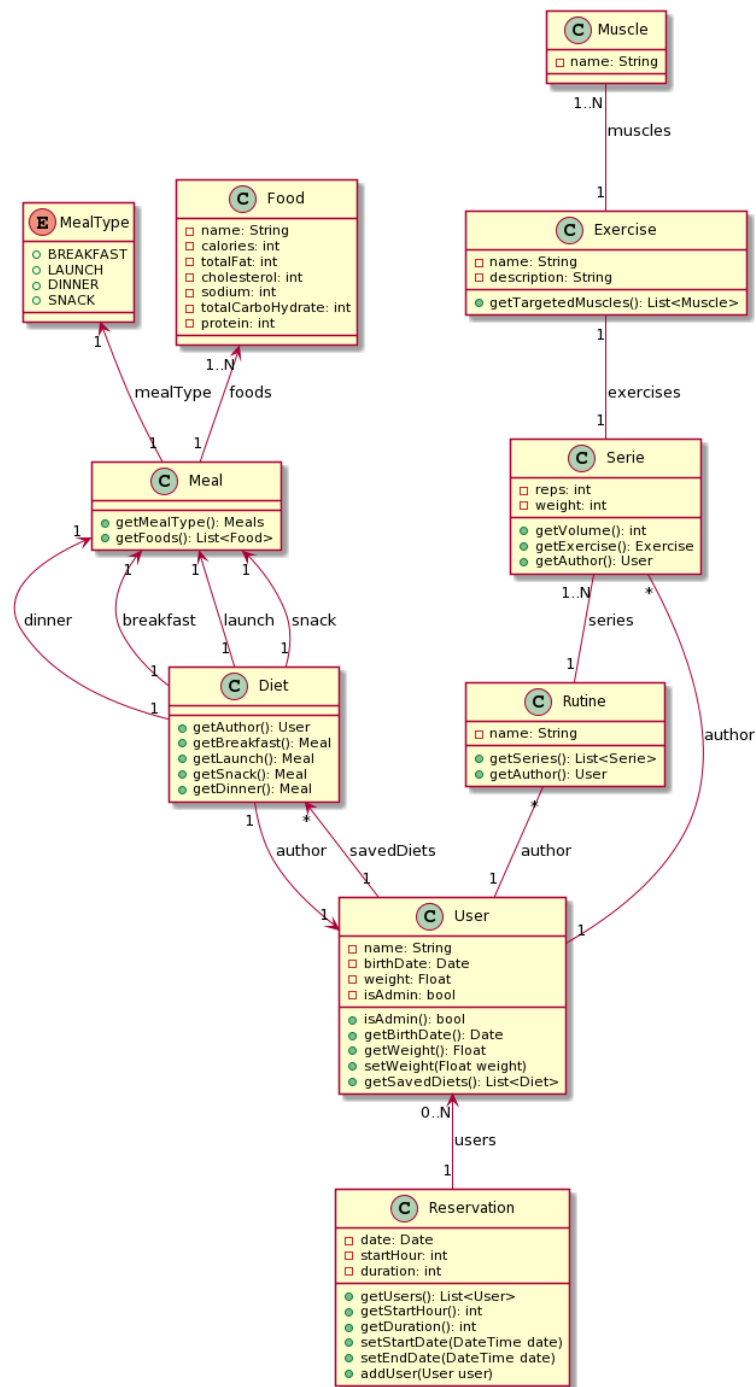 C Muscle
name: String
1..N
muscles
1
C Exercise
name: String
description: String
getTargetedMuscles(): List<Muscle>
1
exercises
1
E MealType
BREAKFAST
LAUNCH
DINNER
SNACK
1
mealType
1
C Food
name: String
calories: int
totalFat: int
cholesterol: int
sodium: int
totalCarboHydrate: int
protein: int
1..N
foods
1
C Meal
getMealType(): Meals
getFoods(): List<Food>
C Serie
reps: int
weight: int
getVolume(): int
getExercise(): Exercise
getAuthor(): User
1
dinner
1
1
breakfast
1
1
launch
1
1
snack
1
1..N
series
1
*
author
1
C Diet
getAuthor(): User
getBreakfast(): Meal
getLaunch(): Meal
getSnack(): Meal
getDinner(): Meal
C Rutine
name: String
getSeries(): List<Serie>
getAuthor(): User
1
author
1
*
savedDiets
1
*
author
1
C User
name: String
birthDate: Date
weight: Float
isAdmin: bool
isAdmin(): bool
getBirthDate(): Date
getWeight(): Float
setWeight(Float weight)
getSavedDiets(): List<Diet>
0..N
users
1
C Reservation
date: Date
startHour: int
duration: int
getUsers(): List<User>
getStartHour(): int
getDuration(): int
setStartDate(DateTime date)
setEndDate(DateTime date)
addUser(User user)